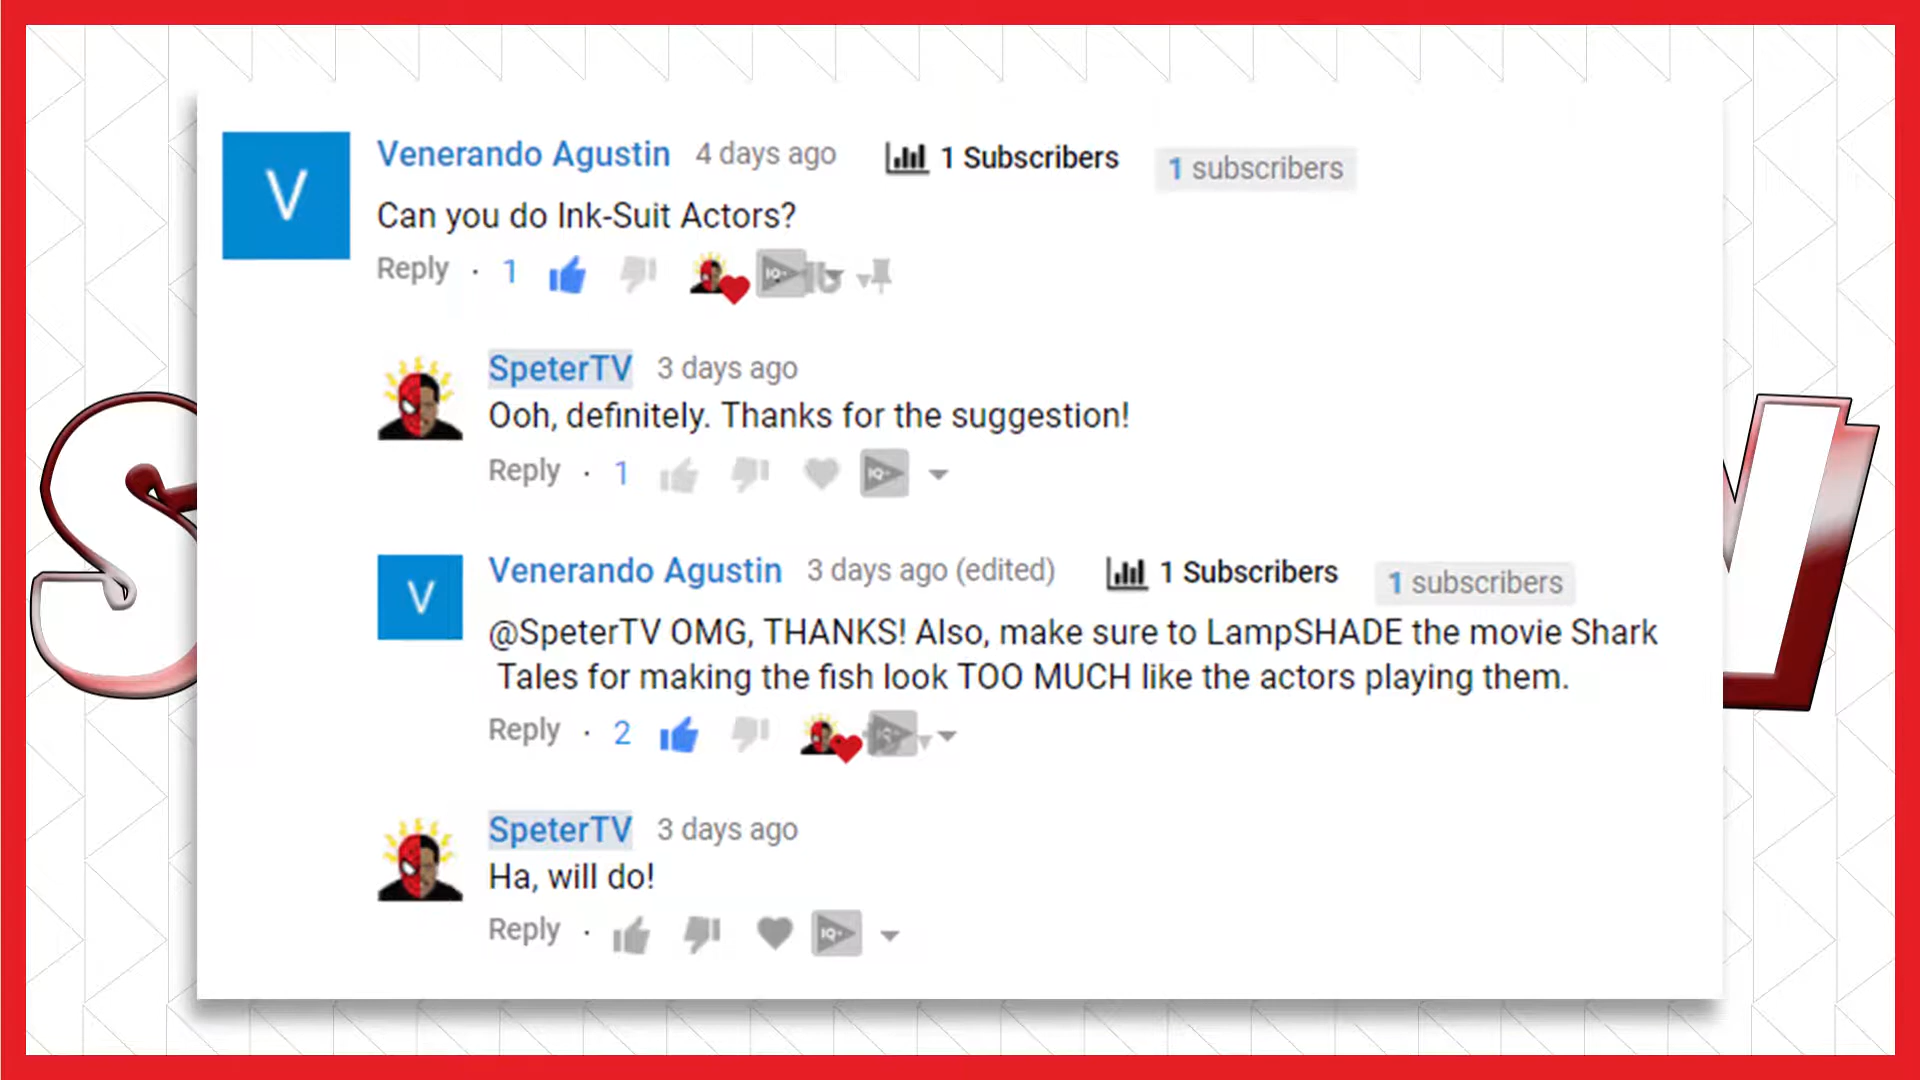 V
Venerando Agustin 4 days ago 1 Subscribers 1 subscribers
Can you do Ink-Suit Actors?
Reply · 1 IQ+
SpeterTV 3 days ago
Ooh, definitely. Thanks for the suggestion!
Reply · 1 IQ+
V
Venerando Agustin 3 days ago (edited) 1 Subscribers 1 subscribers
@SpeterTV OMG, THANKS! Also, make sure to LampSHADE the movie Shark
Tales for making the fish look TOO MUCH like the actors playing them.
Reply · 2
SpeterTV 3 days ago
Ha, will do!
Reply · IQ+